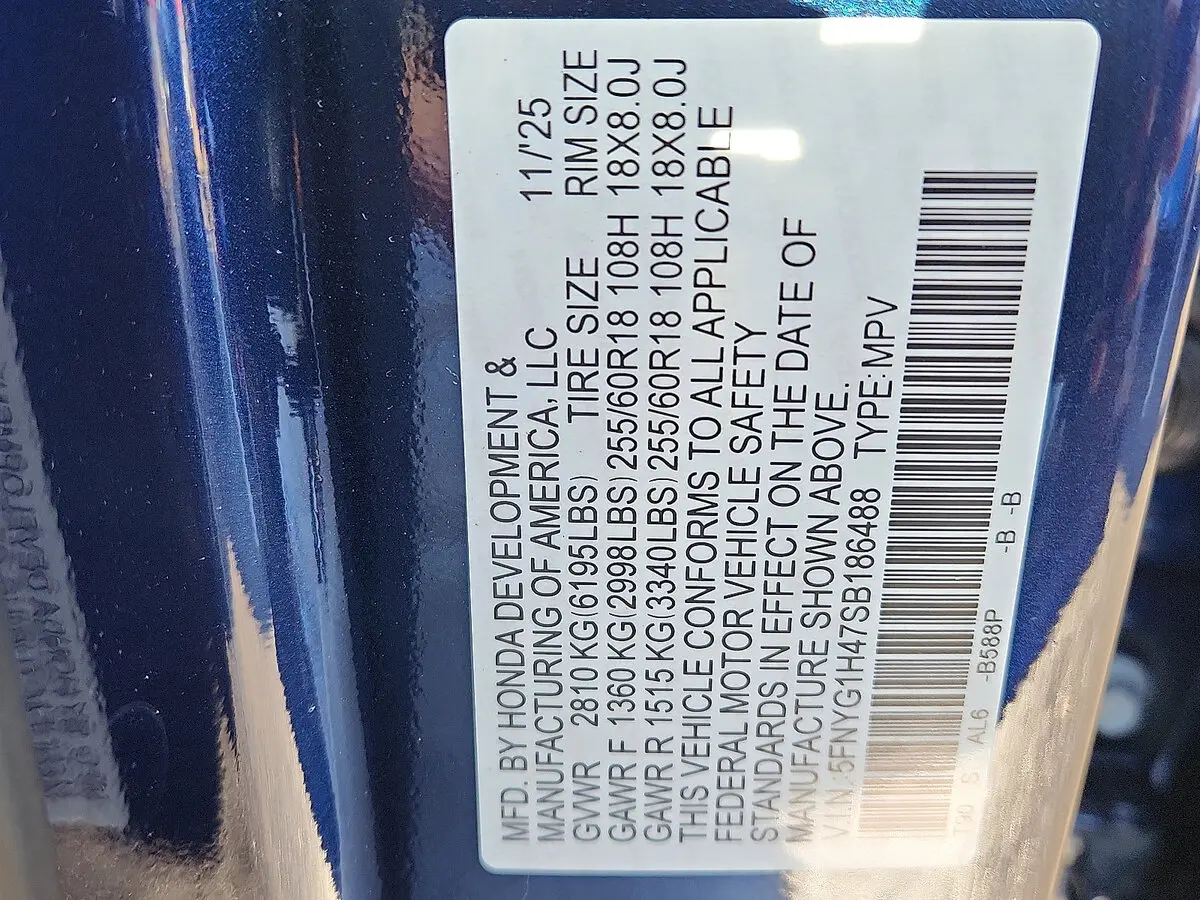 MFD. BY HONDA DEVELOPMENT &
MANUFACTURING OF AMERICA, LLC 11/'25
GVWR 2810 KG(6195LBS) TIRE SIZE RIM SIZE
GAWR F 1360 KG(2998LBS) 255/60R18 108H 18X8.0J
GAWR R 1515 KG(3340LBS) 255/60R18 108H 18X8.0J
THIS VEHICLE CONFORMS TO ALL APPLICABLE
FEDERAL MOTOR VEHICLE SAFETY
STANDARDS IN EFFECT ON THE DATE OF
MANUFACTURE SHOWN ABOVE.
VIN: 5FNYG1H47SB186488 TYPE: MPV
T90 S AL6 -B588P -B -B